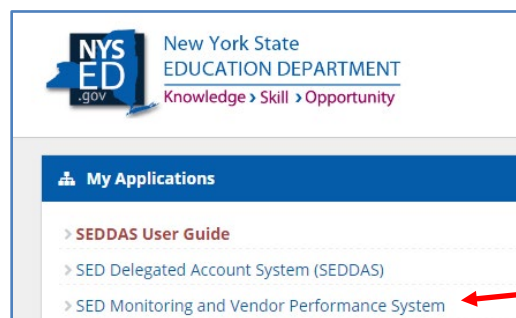 NYS
ED
.gov
New York State
EDUCATION DEPARTMENT
Knowledge › Skill › Opportunity
My Applications
› SEDDAS User Guide
› SED Delegated Account System (SEDDAS)
› SED Monitoring and Vendor Performance System